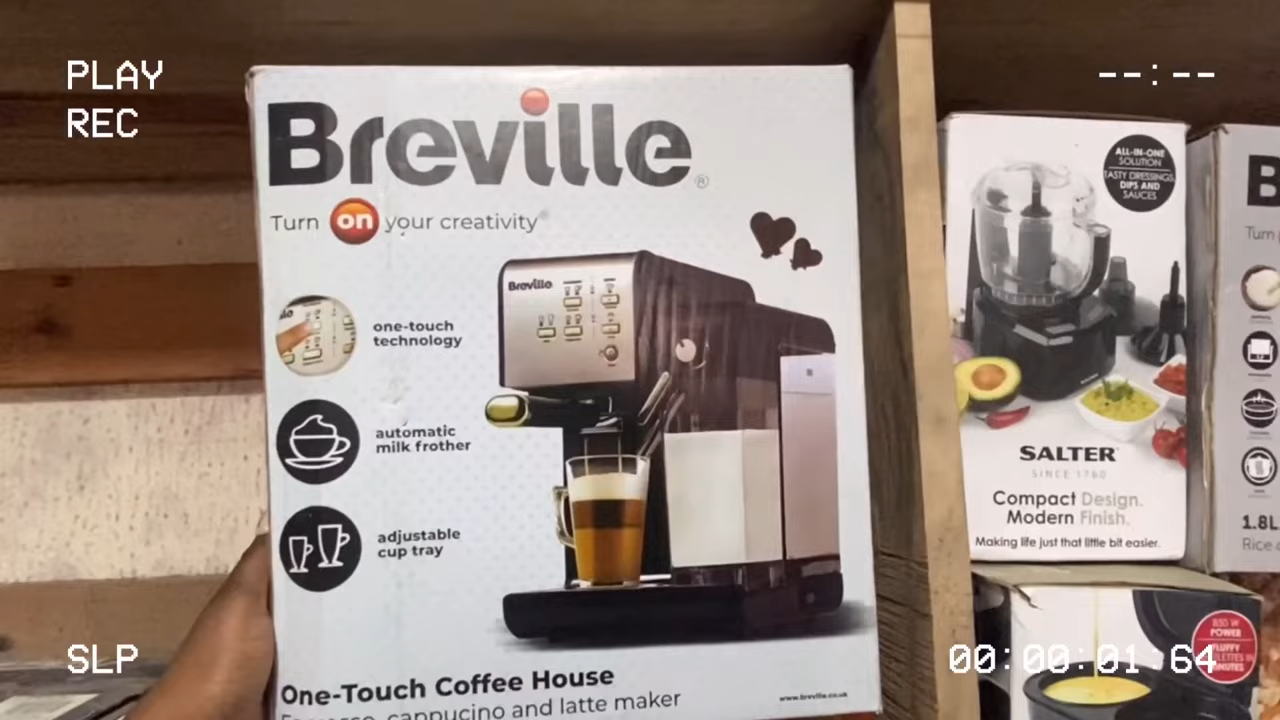 PLAY
REC
--:--
Breville®
Turn on your creativity®
Breville
one-touch
technology
automatic
milk frother
adjustable
cup tray
One-Touch Coffee House
Espresso, cappucino and latte maker
www.breville.co.uk
ALL-IN-ONE
SOLUTION
TASTY DRESSINGS,
DIPS AND
SAUCES
SALTER
SINCE 1760
Compact Design.
Modern Finish.
Making life just that little bit easier.
B
Turn
1.8L
Rice
850 W
POWER
FLUFFY
SLP
00:00:01:64